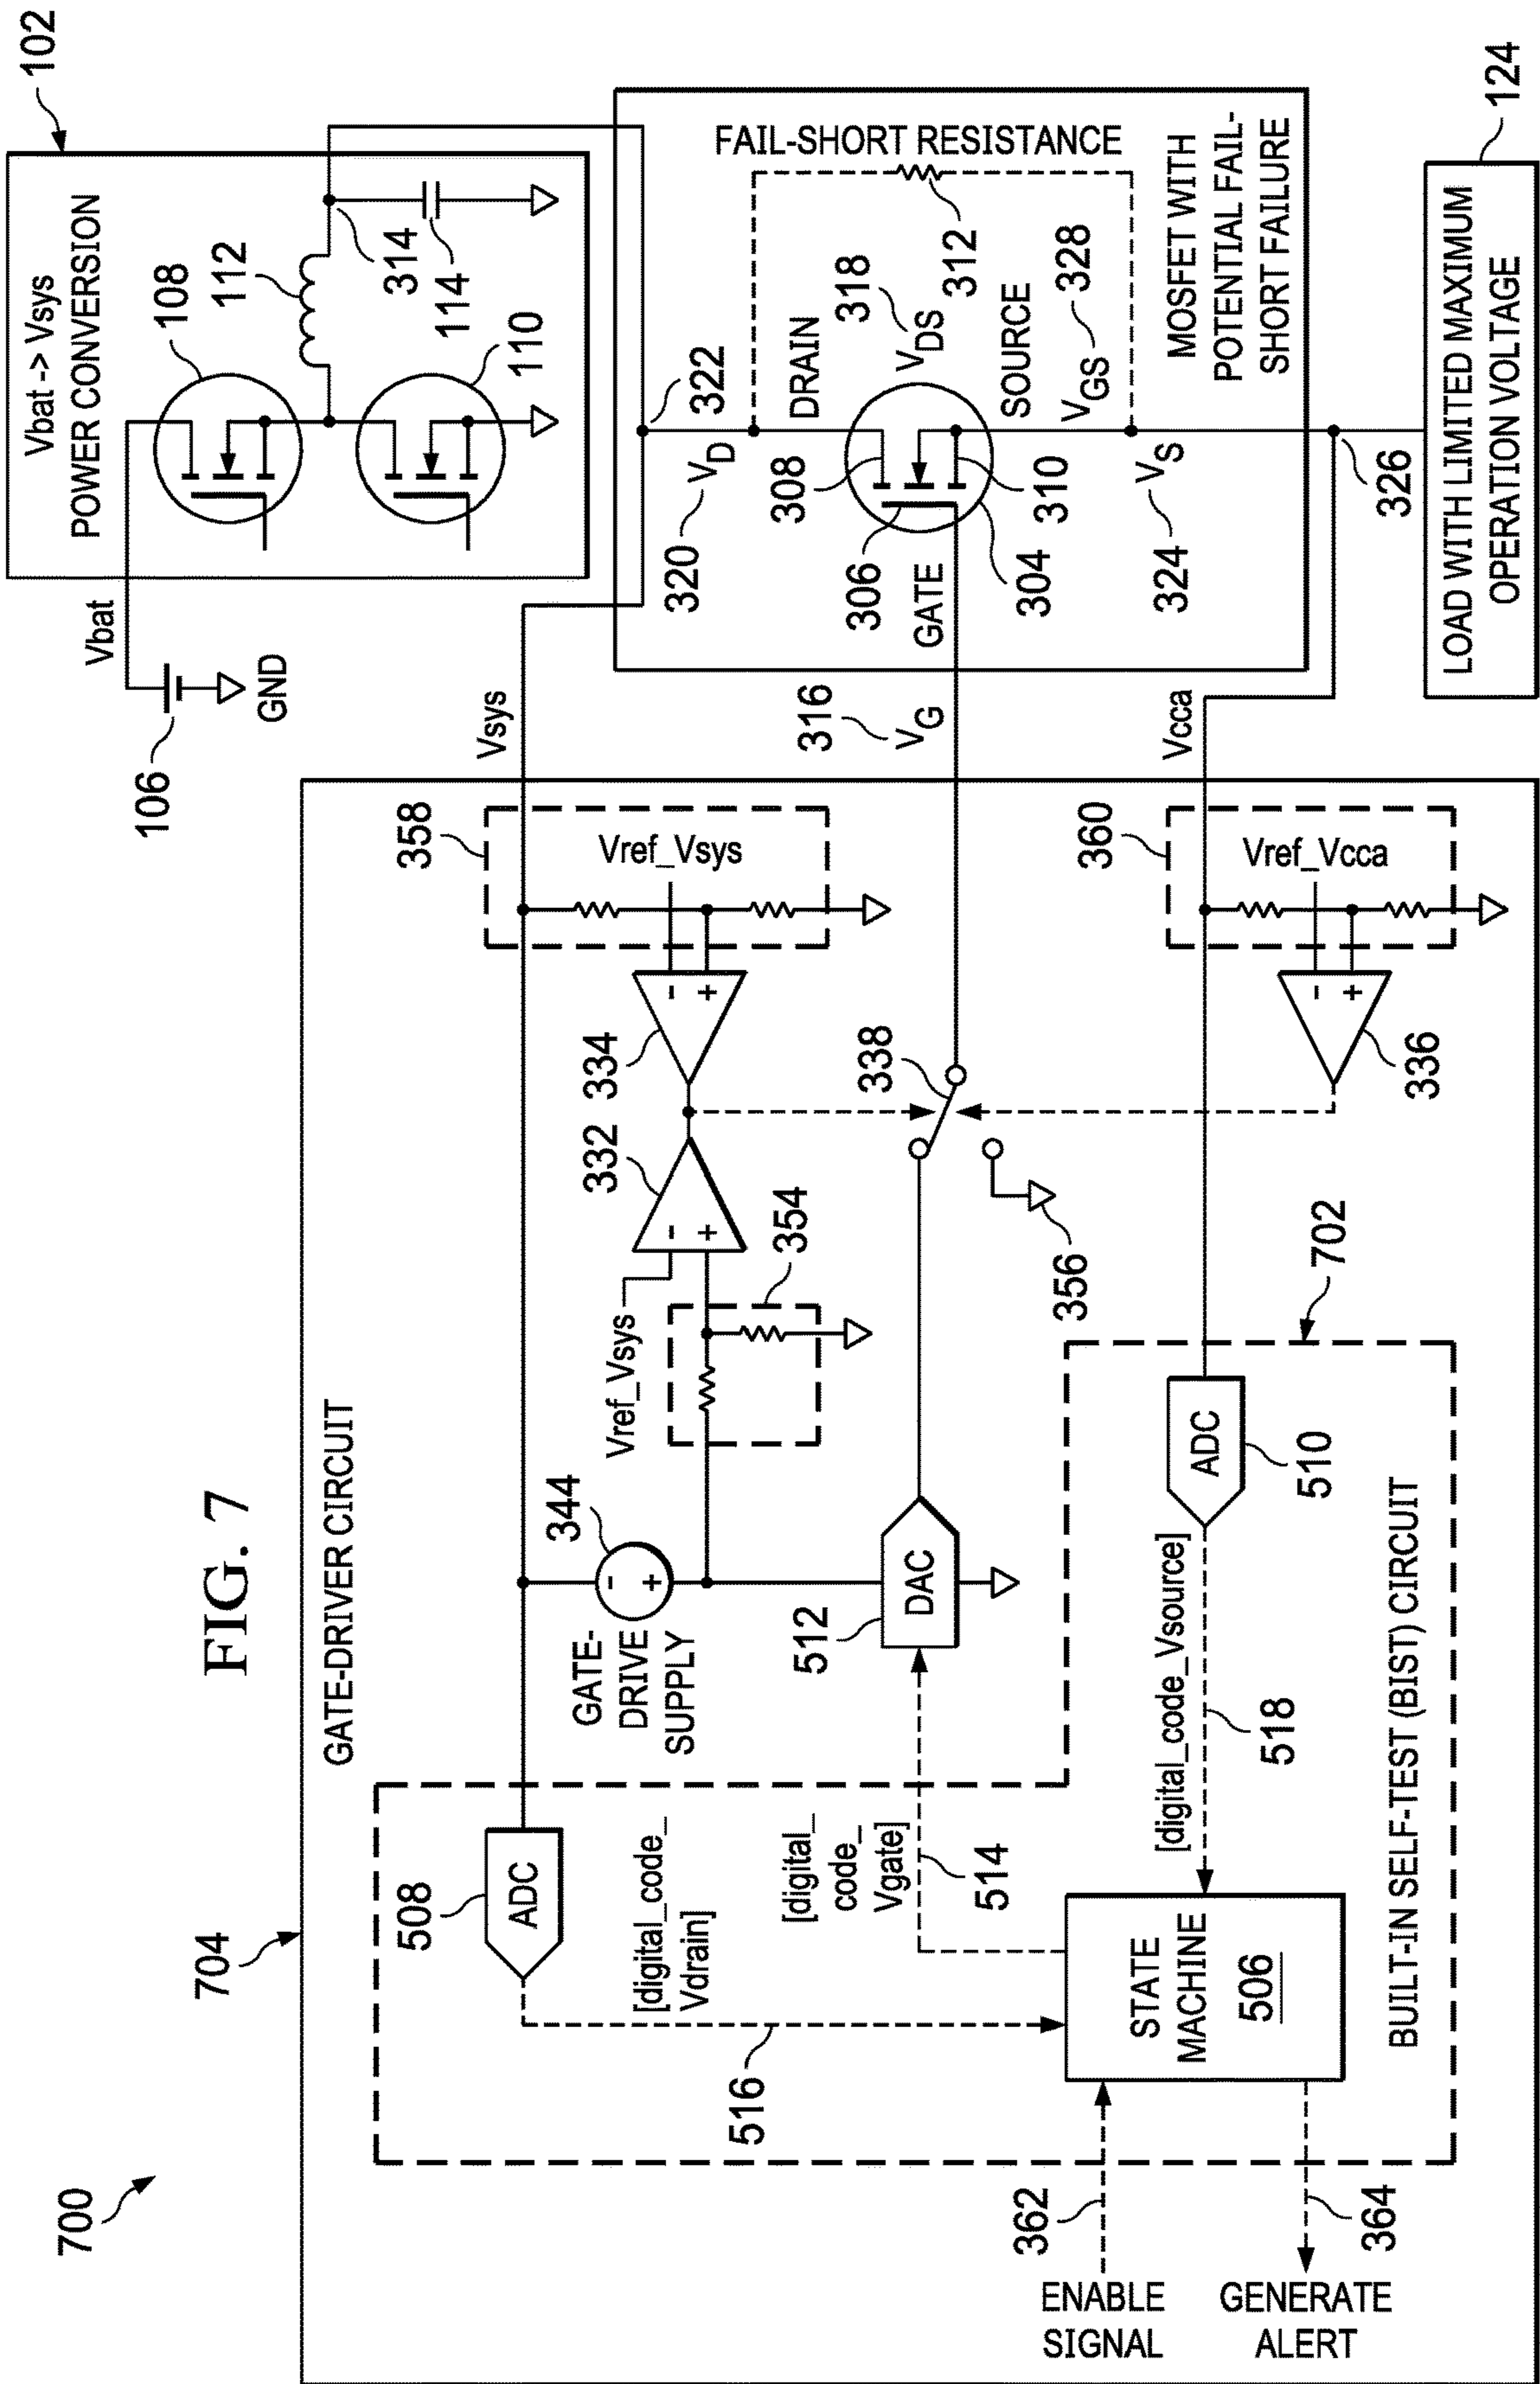 FIG. 7
700
704
GATE-DRIVER CIRCUIT
106
Vbat
GND
Vbat -> Vsys
POWER CONVERSION
102
108
110
112
314
114
Vsys
358
Vref_Vsys
-
+
334
332
-
+
Vref_Vsys
354
344
-
+
GATE-
DRIVE
SUPPLY
508
ADC
[digital_code_
Vdrain]
516
512
DAC
[digital_
code_
Vgate]
514
338
356
316
VG
322
320
VD
DRAIN
308
306
GATE
304
310
SOURCE
318
VDS
328
VGS
324
VS
FAIL-SHORT RESISTANCE
312
MOSFET WITH
POTENTIAL FAIL-
SHORT FAILURE
326
Vcca
360
Vref_Vcca
-
+
336
702
ADC
510
[digital_code_Vsource]
518
STATE
MACHINE
506
BUILT-IN SELF-TEST (BIST) CIRCUIT
362
ENABLE
SIGNAL
364
GENERATE
ALERT
LOAD WITH LIMITED MAXIMUM
OPERATION VOLTAGE
124